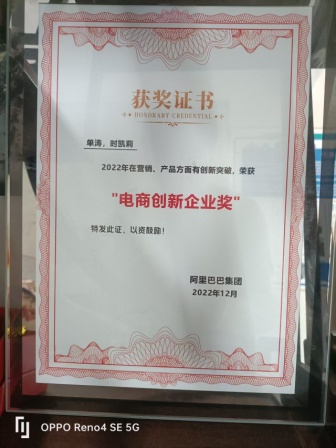 获奖证书
HONORARY CREDENTIAL
单涛，时凯莉
2022年在营销、产品方面有创新突破，荣获
"电商创新企业奖"
特发此证，以资鼓励！
阿里巴巴集团
2022年12月
OPPO Reno4 SE 5G